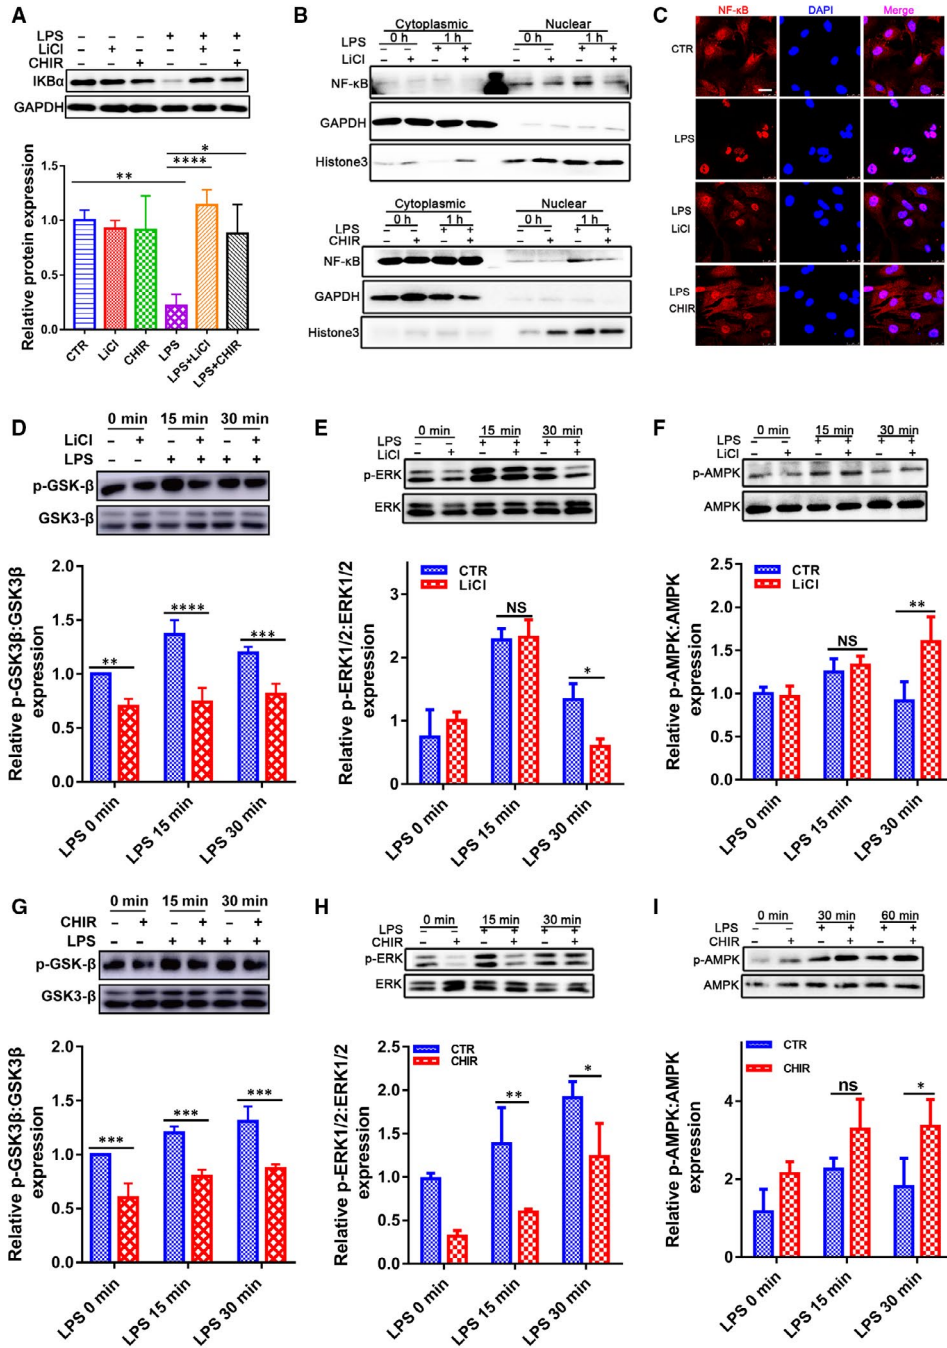 A
LPS − − − + + +
LiCl − + − − + −
CHIR − − + − − +
IKBα
GAPDH
Relative protein expression
1.5
1.0
0.5
0.0
**
****
*
CTR
LiCl
CHIR
LPS
LPS+LiCl
LPS+CHIR
B
Cytoplasmic Nuclear
0 h 1 h 0 h 1 h
LPS − − + + − − + +
LiCl − + − + − + − +
NF-κB
GAPDH
Histone3
Cytoplasmic Nuclear
0 h 1 h 0 h 1 h
LPS − − + + − − + +
CHIR − + − + − + − +
NF-κB
GAPDH
Histone3
C
NF-κB DAPI Merge
CTR
LPS
LPS
LiCl
LPS
CHIR
D
0 min 15 min 30 min
LiCl − + − + − +
LPS − − + + + +
p-GSK-β
GSK3-β
Relative p-GSK3β:GSK3β
expression
2.0
1.5
1.0
0.5
0.0
**
****
***
LPS 0 min
LPS 15 min
LPS 30 min
E
0 min 15 min 30 min
LPS − − + + + +
LiCl − + − + − +
p-ERK
ERK
Relative p-ERK1/2:ERK1/2
expression
3
2
1
0
CTR
LiCl
NS
*
LPS 0 min
LPS 15 min
LPS 30 min
F
0 min 15 min 30 min
LPS − − + + + +
LiCl − + − + − +
p-AMPK
AMPK
Relative p-AMPK:AMPK
expression
2.5
2.0
1.5
1.0
0.5
0.0
CTR
LiCl
NS
**
LPS 0 min
LPS 15 min
LPS 30 min
G
0 min 15 min 30 min
CHIR − + − + − +
LPS − − + + + +
p-GSK-β
GSK3-β
Relative p-GSK3β:GSK3β
expression
2.0
1.5
1.0
0.5
0.0
***
***
***
LPS 0 min
LPS 15 min
LPS 30 min
H
0 min 15 min 30 min
LPS − − + + + +
CHIR − + − + − +
p-ERK
ERK
Relative p-ERK1/2:ERK1/2
expression
2.5
2.0
1.5
1.0
0.5
0.0
CTR
CHIR
**
*
LPS 0 min
LPS 15 min
LPS 30 min
I
0 min 30 min 60 min
LPS − − + + + +
CHIR − + − + − +
p-AMPK
AMPK
Relative p-AMPK:AMPK
expression
4
2
0
CTR
CHIR
ns
*
LPS 0 min
LPS 15 min
LPS 30 min